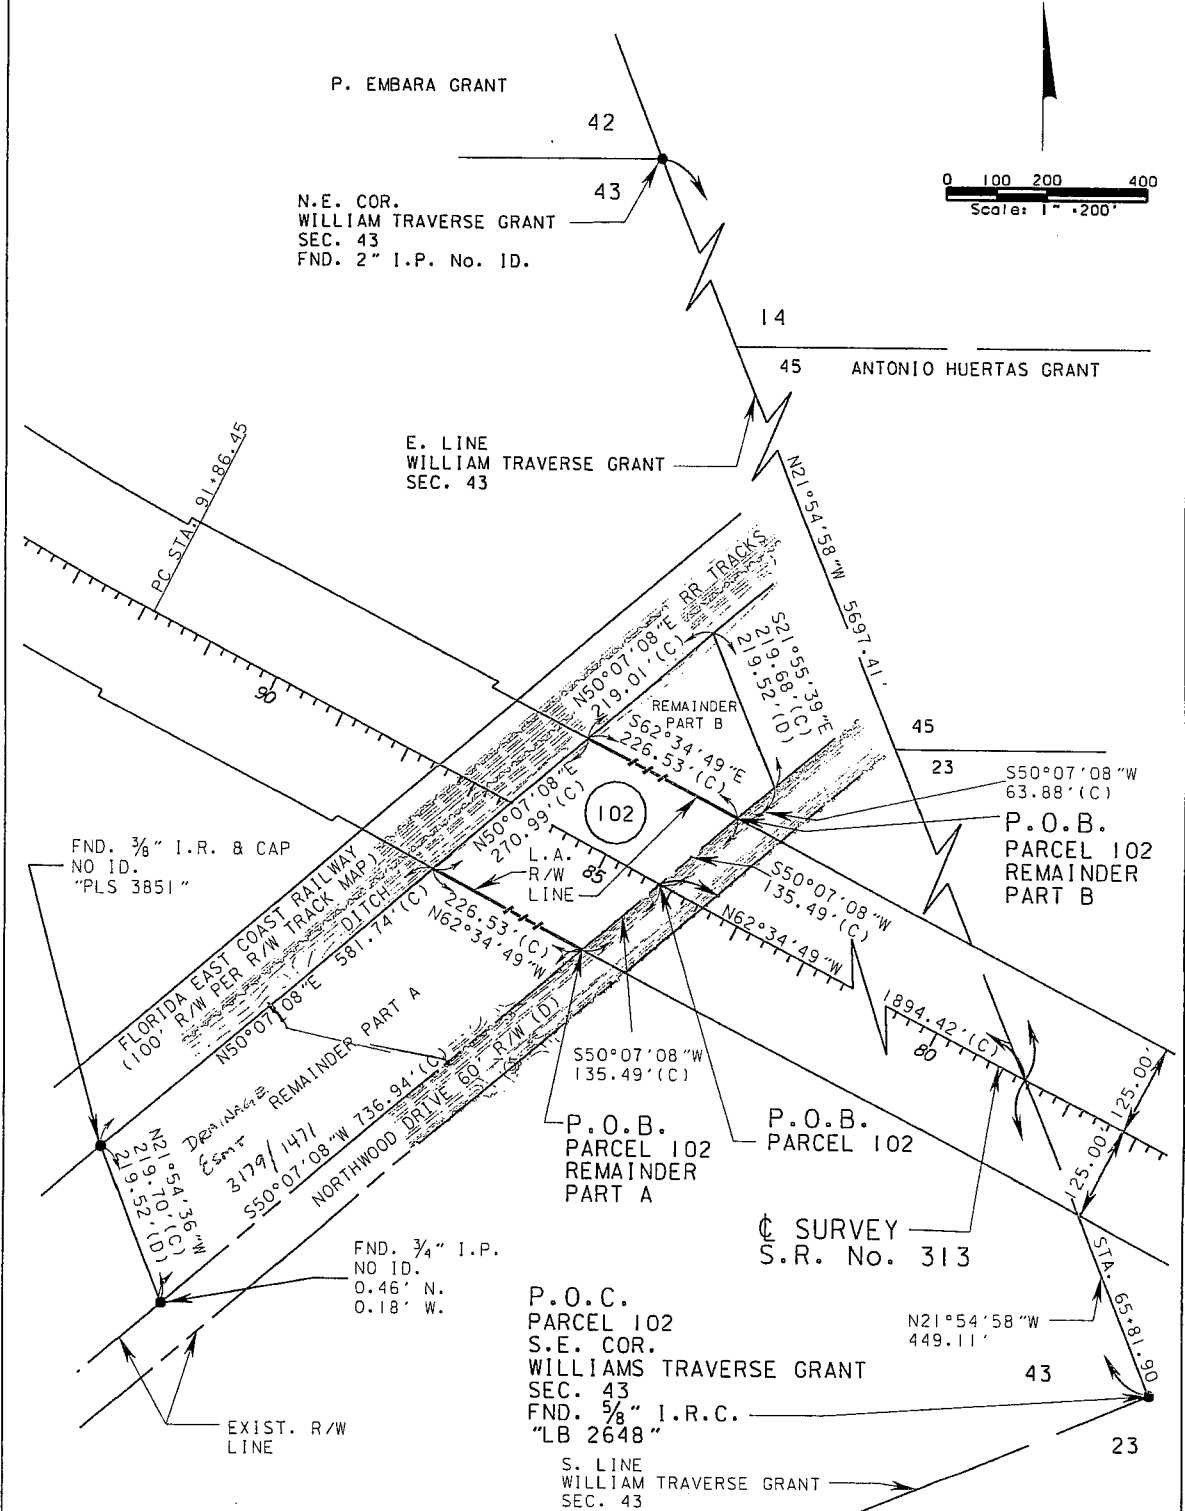 P. EMBARA GRANT
42
43
N.E. COR.
WILLIAM TRAVERSE GRANT
SEC. 43
FND. 2" I.P. No. ID.
0 100 200 400
Scale: 1" =200'
14
45
ANTONIO HUERTAS GRANT
E. LINE
WILLIAM TRAVERSE GRANT
SEC. 43
PC STA. 91+86.45
N21°54'58"W 5697.41'
RR TRACKS
N50°07'08"E
219.01'(C)
S21°55'39"E
219.68'(C)
219.52'(D)
REMAINDER
PART B
S62°34'49"E
226.53'(C)
90
45
23
S50°07'08"W
63.88'(C)
P.O.B.
PARCEL 102
REMAINDER
PART B
102
N50°07'08"E
270.99'(C)
L.A.
R/W
LINE
85
S50°07'08"W
135.49'(C)
N62°34'49"W
FND. 3/8" I.R. & CAP
NO ID.
"PLS 3851"
FLORIDA EAST COAST RAILWAY
(100' R/W PER R/W TRACK MAP)
DITCH
N50°07'08"E 581.74'(C)
226.53'(C)
N62°34'49"W
1894.42'(C)
80
125.00'
125.00'
REMAINDER PART A
DRAINAGE
Esmt
3179/1471
S50°07'08"W 736.94'(C)
NORTHWOOD DRIVE 60' R/W (D)
S50°07'08"W
135.49'(C)
P.O.B.
PARCEL 102
REMAINDER
PART A
P.O.B.
PARCEL 102
N21°54'36"W
219.70'(C)
219.52'(D)
℄ SURVEY
S.R. No. 313
FND. 3/4" I.P.
NO ID.
0.46' N.
0.18' W.
STA. 65+81.90
N21°54'58"W
449.11'
P.O.C.
PARCEL 102
S.E. COR.
WILLIAMS TRAVERSE GRANT
SEC. 43
FND. 5/8" I.R.C.
"LB 2648"
43
23
EXIST. R/W
LINE
S. LINE
WILLIAM TRAVERSE GRANT
SEC. 43